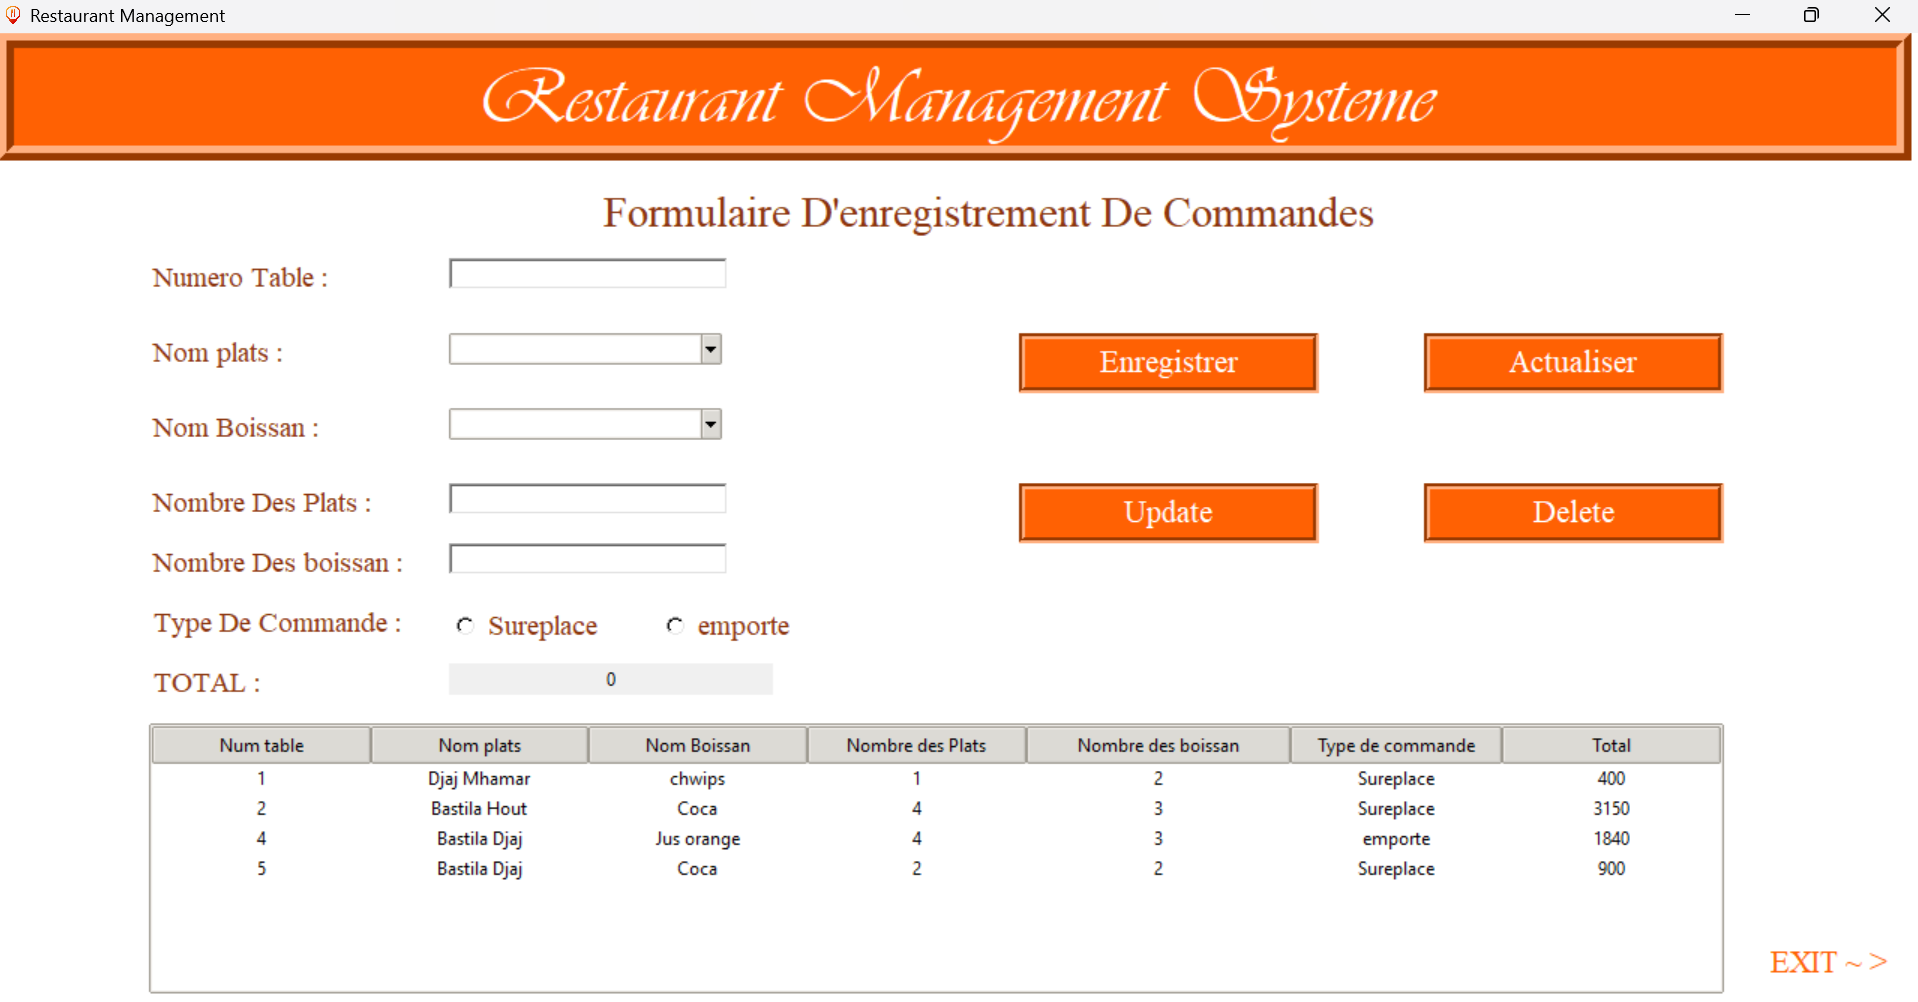 Restaurant Management
Restaurant Management Systeme
Formulaire D'enregistrement De Commandes
Numero Table :
Nom plats :
Enregistrer Actualiser
Nom Boissan :
Nombre Des Plats :
Update Delete
Nombre Des boissan :
Type De Commande : Sureplace emporte
TOTAL : 0
Num table Nom plats Nom Boissan Nombre des Plats Nombre des boissan Type de commande Total
1 Djaj Mhamar chwips 1 2 Sureplace 400
2 Bastila Hout Coca 4 3 Sureplace 3150
4 Bastila Djaj Jus orange 4 3 emporte 1840
5 Bastila Djaj Coca 2 2 Sureplace 900
EXIT ~ >